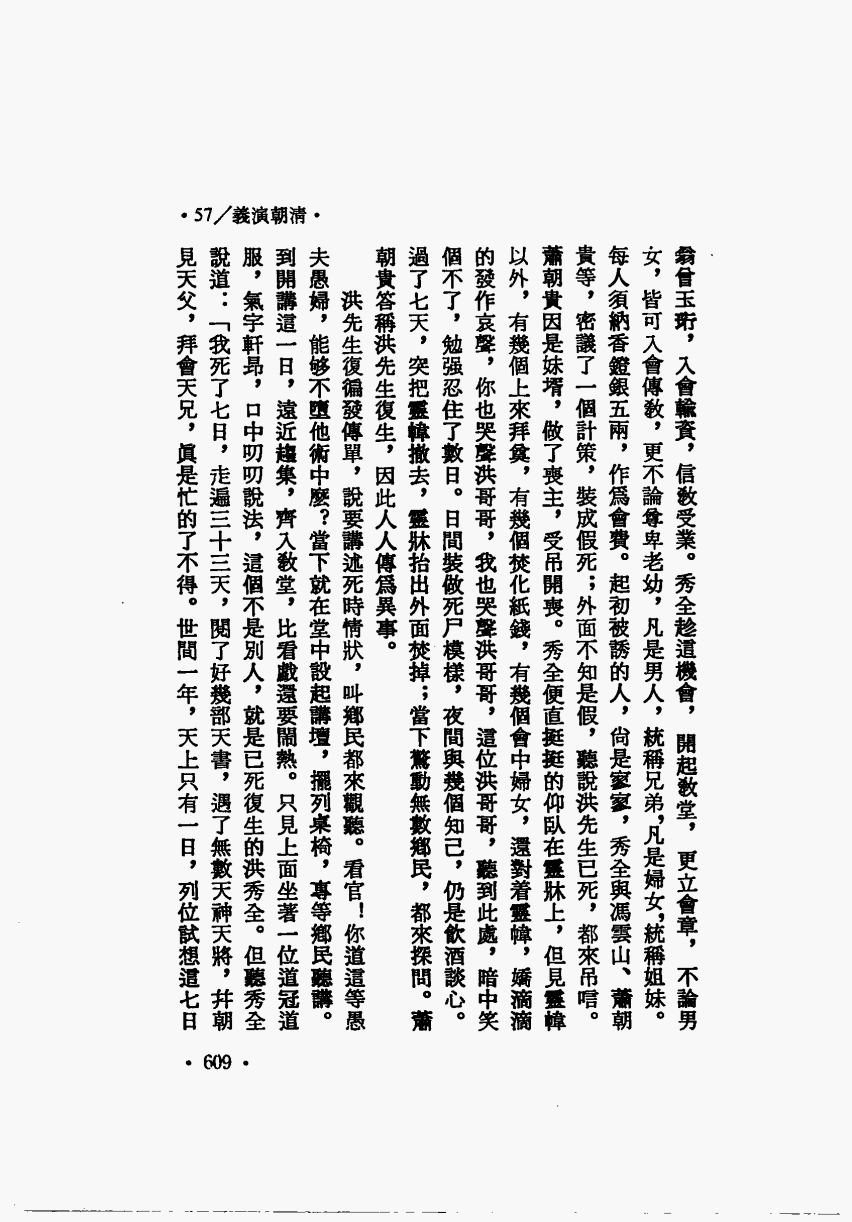 •57／義演朝清•
翁曾玉珩，入會輸資，信敎受業。秀全趁這機會，開起敎堂，更立會章，不論男
女，皆可入會傳敎，更不論尊卑老幼，凡是男人，統稱兄弟，凡是婦女，統稱姐妹。
每人須納香鐙銀五兩，作爲會費。起初被誘的人，尙是寥寥，秀全與馮雲山、蕭朝
貴等，密議了一個計策，裝成假死；外面不知是假，聽說洪先生已死，都來吊唁。
蕭朝貴因是妹壻，做了喪主，受吊開喪。秀全便直挺挺的仰臥在靈牀上，但見靈幃
以外，有幾個上來拜奠，有幾個焚化紙錢，有幾個會中婦女，還對着靈幃，嬌滴滴
的發作哀聲，你也哭聲洪哥哥，我也哭聲洪哥哥，這位洪哥哥，聽到此處，暗中笑
個不了，勉强忍住了數日。日間裝做死尸模樣，夜間與幾個知己，仍是飮酒談心。
過了七天，突把靈幃撤去，靈牀抬出外面焚掉；當下驚動無數鄕民，都來探問。蕭
朝貴答稱洪先生復生，因此人人傳爲異事。
洪先生復徧發傳單，說要講述死時情狀，叫鄕民都來觀聽。看官！你道這等愚
夫愚婦，能够不墮他術中麽？當下就在堂中設起講壇，擺列桌椅，專等鄕民聽講。
到開講這一日，遠近趨集，齊入敎堂，比看戲還要鬧熱。只見上面坐著一位道冠道
服，氣宇軒昂，口中叨叨說法，這個不是別人，就是已死復生的洪秀全。但聽秀全
說道：「我死了七日，走遍三十三天，閱了好幾部天書，遇了無數天神天將，幷朝
見天父，拜會天兄，眞是忙的了不得。世間一年，天上只有一日，列位試想這七日
•609•